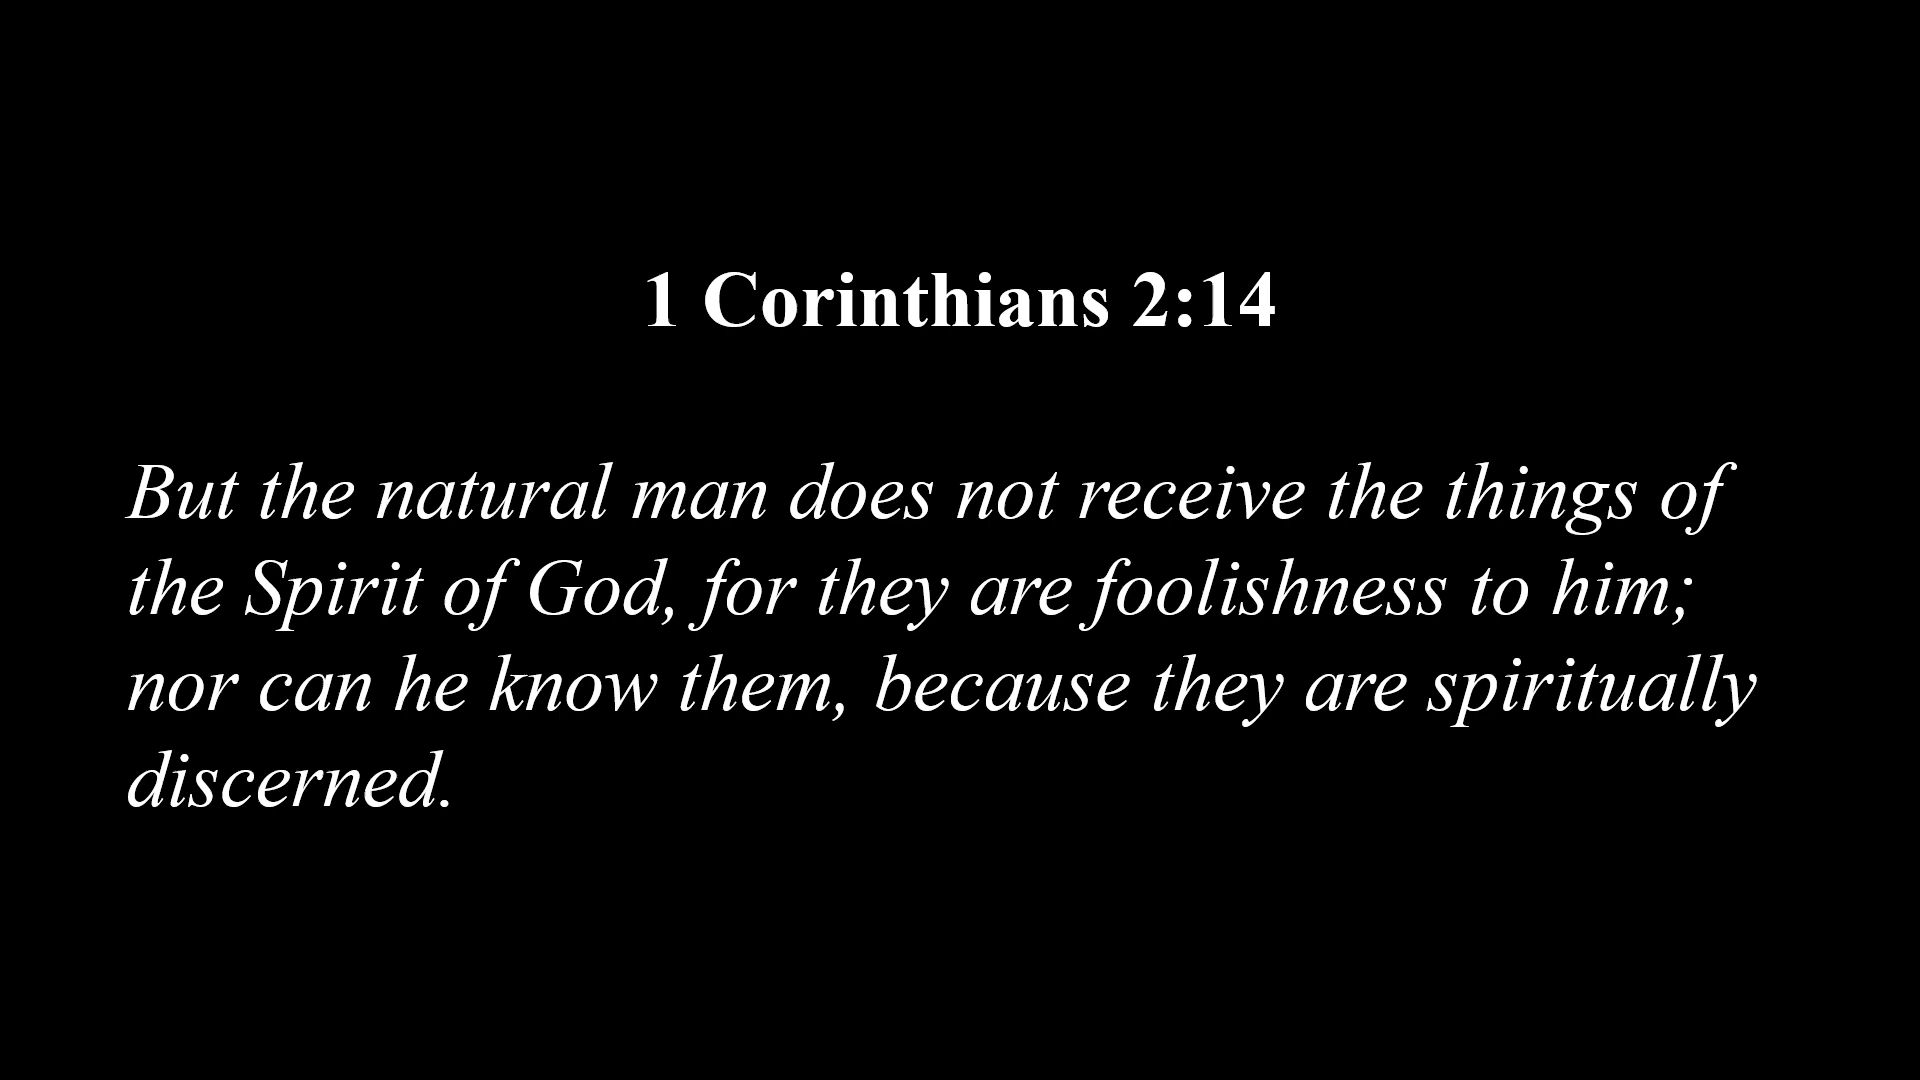 1 Corinthians 2:14
But the natural man does not receive the things of
the Spirit of God, for they are foolishness to him;
nor can he know them, because they are spiritually
discerned.